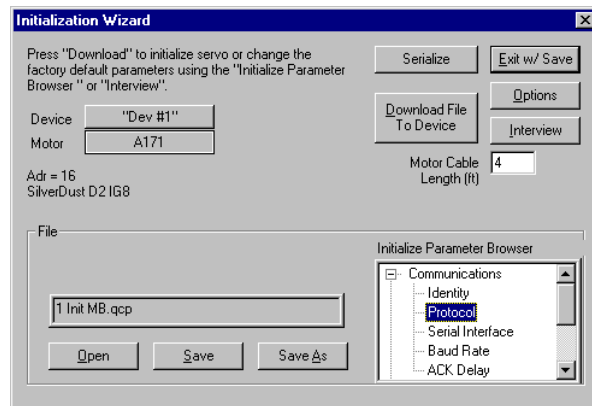 Initialization Wizard
Press "Download" to initialize servo or change the
factory default parameters using the "Initialize Parameter
Browser " or "Interview".
Device
"Dev #1"
Motor
A171
Adr = 16
SilverDust D2 IG8
Serialize
Exit w/ Save
Download File
To Device
Options
Interview
Motor Cable
Length (ft)
4
File
1 Init MB.qcp
Open
Save
Save As
Initialize Parameter Browser
Communications
Identity
Protocol
Serial Interface
Baud Rate
ACK Delay